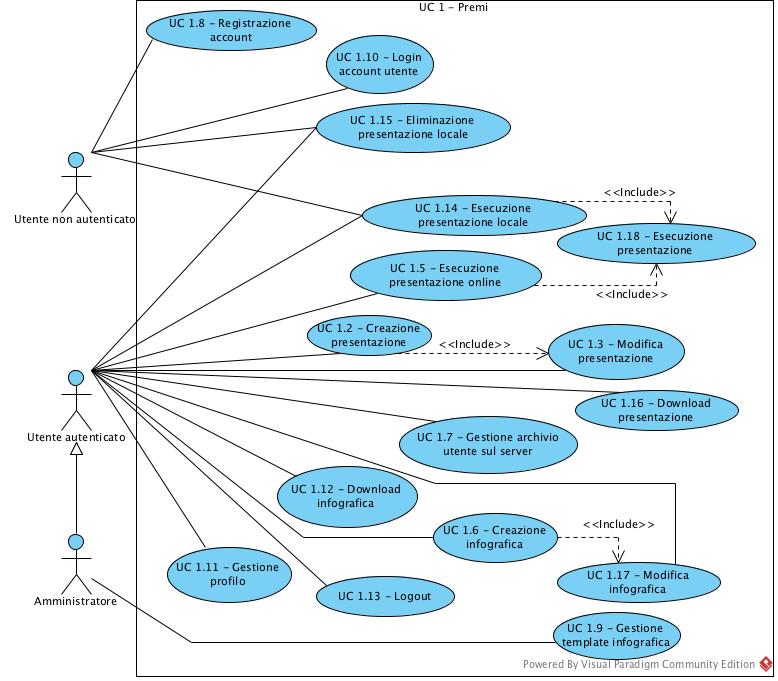 UC 1 – Premi
UC 1.8 – Registrazione
account
UC 1.10 – Login
account utente
UC 1.15 – Eliminazione
presentazione locale
Utente non autenticato
UC 1.14 – Esecuzione
presentazione locale
<<Include>>
UC 1.18 – Esecuzione
presentazione
UC 1.5 – Esecuzione
presentazione online
<<Include>>
UC 1.2 – Creazione
presentazione
<<Include>>
UC 1.3 – Modifica
presentazione
UC 1.16 – Download
presentazione
Utente autenticato
UC 1.7 – Gestione archivio
utente sul server
UC 1.12 – Download
infografica
UC 1.6 – Creazione
infografica
<<Include>>
UC 1.11 – Gestione
profilo
UC 1.17 – Modifica
infografica
UC 1.13 – Logout
Amministratore
UC 1.9 – Gestione
template infografica
Powered By Visual Paradigm Community Edition